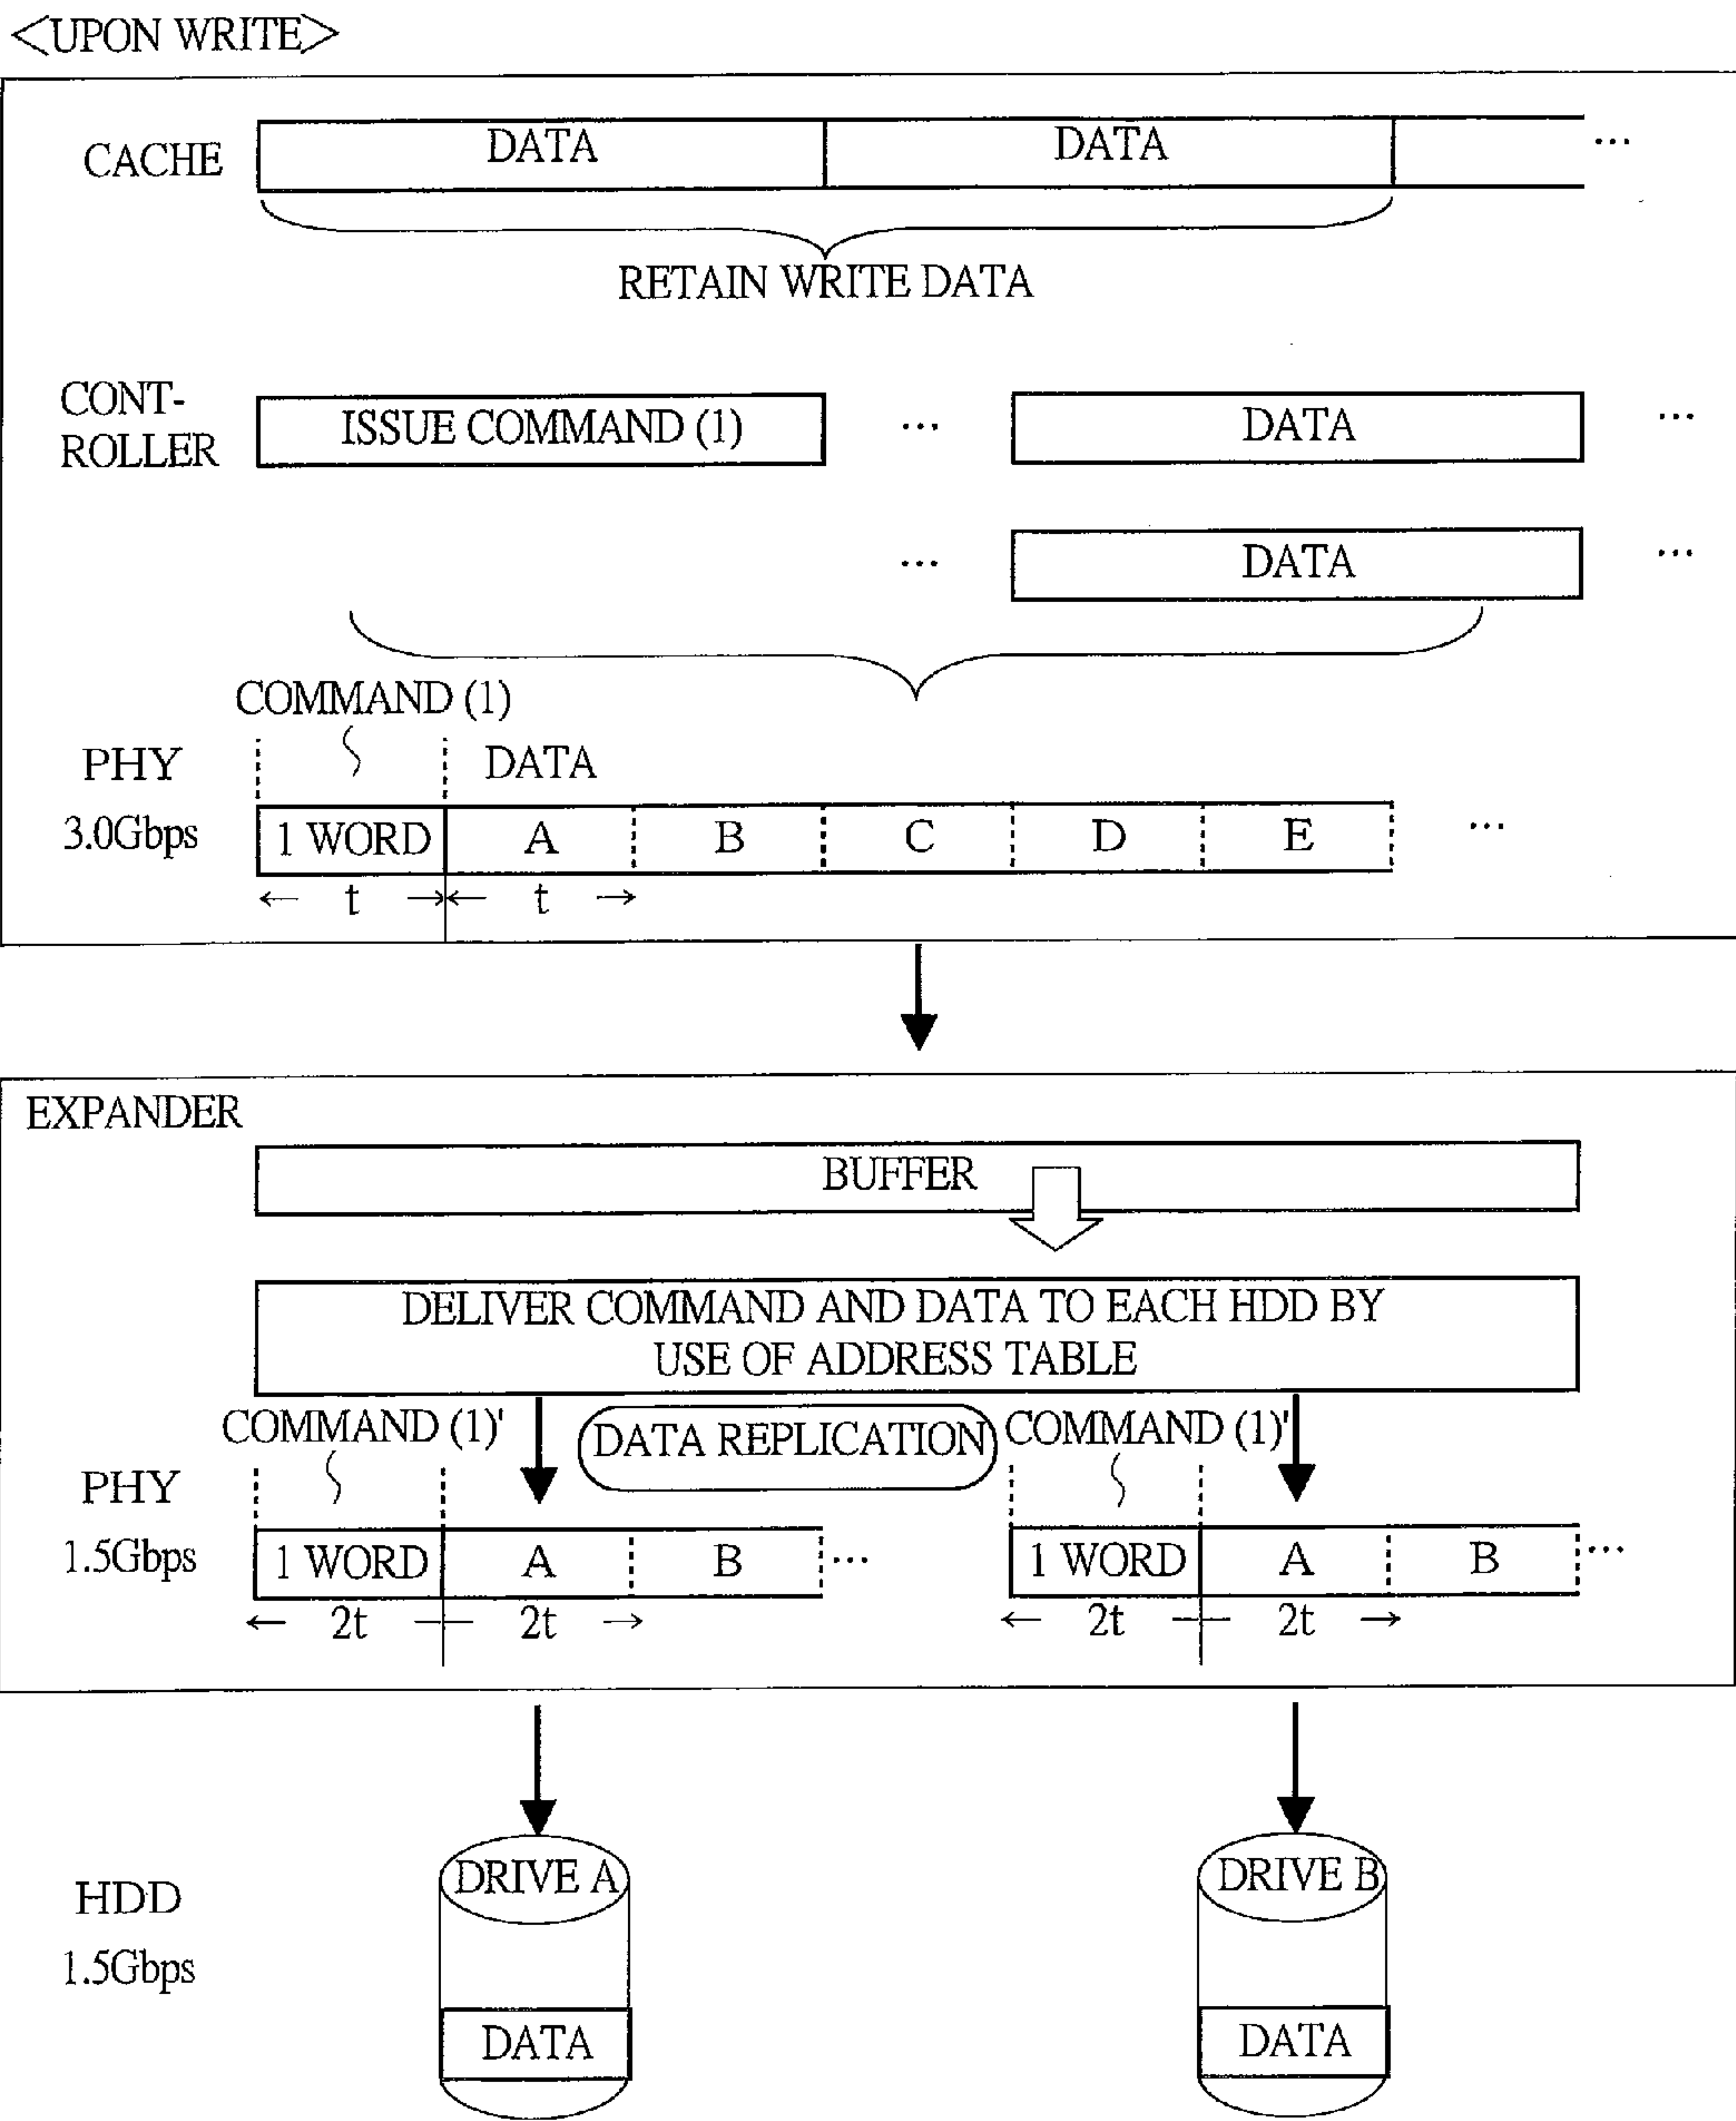 <UPON WRITE>
CACHE
DATA
DATA
...
RETAIN WRITE DATA
CONT-
ROLLER
ISSUE COMMAND (1)
...
DATA
...
...
DATA
...
COMMAND (1)
PHY
DATA
3.0Gbps
1 WORD
A
B
C
D
E
...
← t →
← t →
EXPANDER
BUFFER
DELIVER COMMAND AND DATA TO EACH HDD BY
USE OF ADDRESS TABLE
COMMAND (1)'
DATA REPLICATION
COMMAND (1)'
PHY
1.5Gbps
1 WORD
A
B
...
1 WORD
A
B
...
← 2t →
← 2t →
← 2t →
← 2t →
HDD
1.5Gbps
DRIVE A
DRIVE B
DATA
DATA